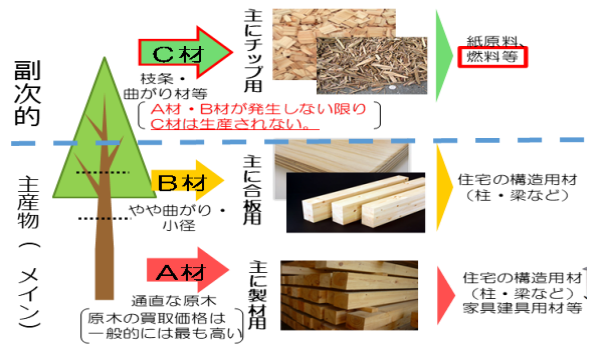 副次的
C材
枝条・
曲がり材等
A材・B材が発生しない限り
C材は生産されない。
主にチップ用
紙原料、
燃料等
主産物(メイン)
B材
やや曲がり・
小径
主に合板用
住宅の構造用材
(柱・梁など)
A材
通直な原木
原木の買取価格は
一般的には最も高い
主に製材用
住宅の構造用材
(柱・梁など)、
家具建具用材等